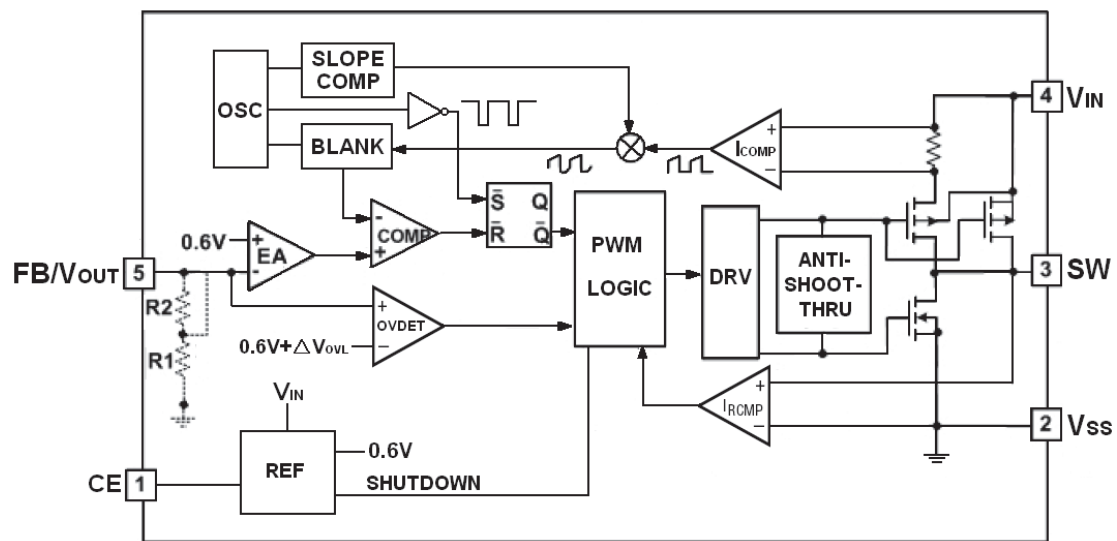 SLOPE
COMP
OSC
BLANK
4
VIN
+
ICOMP
−
S̅ Q
R̅ Q̅
-
COMP
+
0.6V
+
EA
-
FB/VOUT
5
R2
R1
PWM
LOGIC
DRV
ANTI-
SHOOT-
THRU
3
SW
+
OVDET
−
0.6V+△VOVL
+
IRCMP
−
2
VSS
VIN
REF
0.6V
SHUTDOWN
CE
1